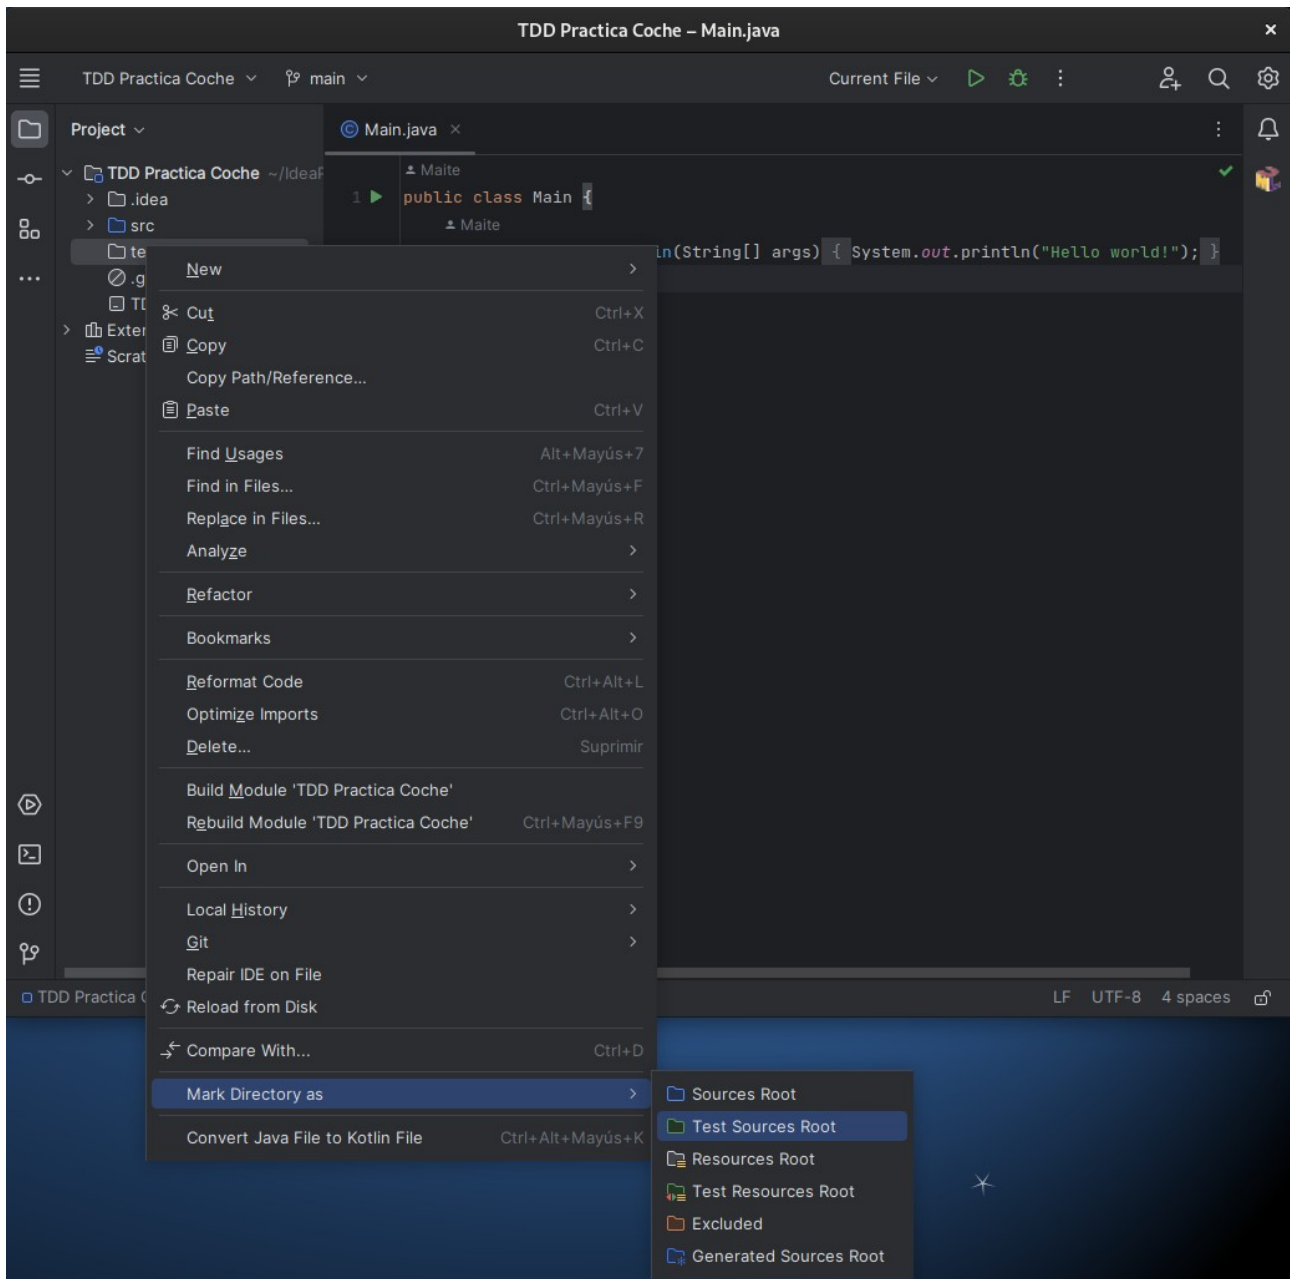 TDD Practica Coche – Main.java
TDD Practica Coche main Current File
Project
Main.java
TDD Practica Coche
Maite
.idea
1 public class Main {
src
Maite
(String[] args) { System.out.println("Hello world!"); }
New
Cut Ctrl+X
Copy Ctrl+C
Copy Path/Reference...
Paste Ctrl+V
Find Usages Alt+Mayús+7
Find in Files... Ctrl+Mayús+F
Replace in Files... Ctrl+Mayús+R
Analyze
Refactor
Bookmarks
Reformat Code Ctrl+Alt+L
Optimize Imports Ctrl+Alt+O
Delete... Suprimir
Build Module 'TDD Practica Coche'
Rebuild Module 'TDD Practica Coche' Ctrl+Mayús+F9
Open In
Local History
Git
Repair IDE on File
Reload from Disk
Compare With... Ctrl+D
Mark Directory as
Convert Java File to Kotlin File Ctrl+Alt+Mayús+K
TDD Practica
LF UTF-8 4 spaces
Sources Root
Test Sources Root
Resources Root
Test Resources Root
Excluded
Generated Sources Root